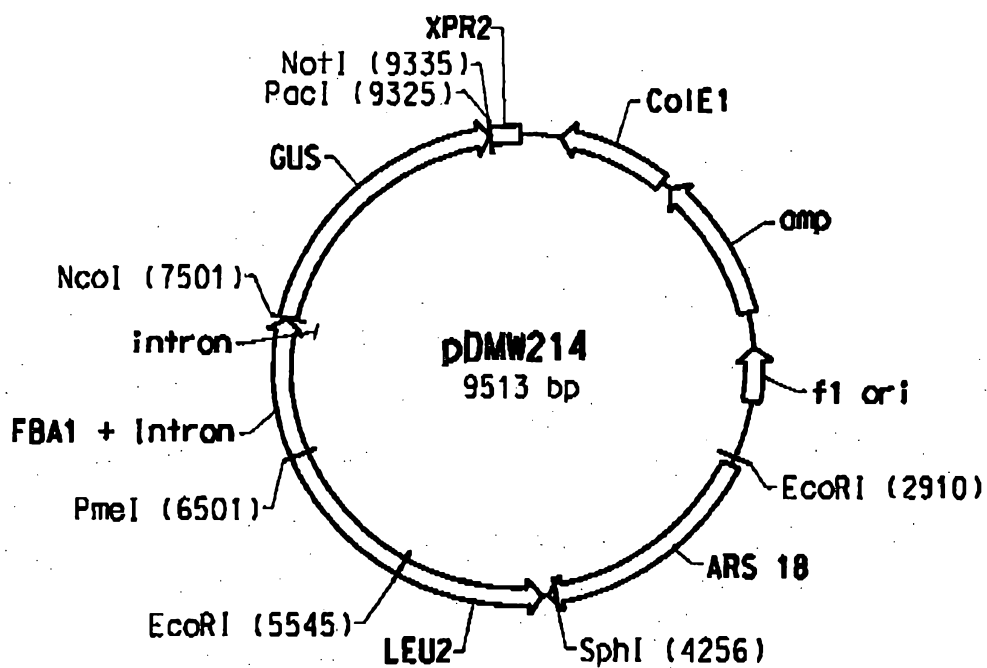 XPR2
NotI (9335)
PacI (9325)
ColE1
GUS
amp
NcoI (7501)
intron
pDMW214
9513 bp
f1 ori
FBA1 + Intron
EcoRI (2910)
PmeI (6501)
ARS 18
EcoRI (5545)
LEU2
SphI (4256)